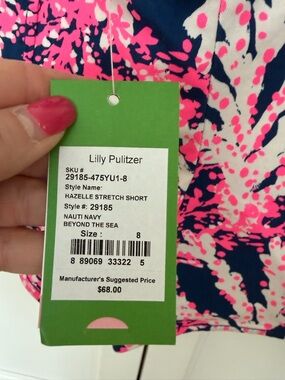 Lilly Pulitzer
SKU #
29185-475YU1-8
Style Name:
HAZELLE STRETCH SHORT
Style #: 29185
NAUTI NAVY
BEYOND THE SEA
Size : 8
8 89069 33322 5
Manufacturer's Suggested Price
$68.00